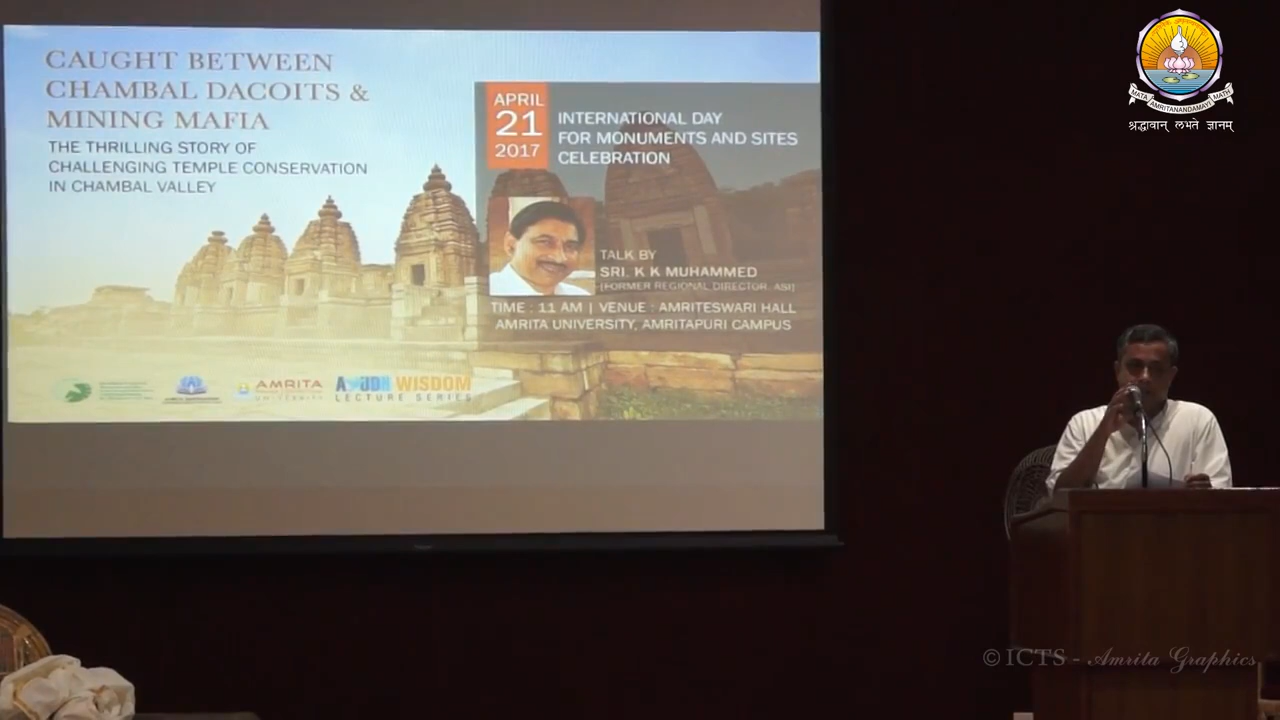 CAUGHT BETWEEN
CHAMBAL DACOITS &
MINING MAFIA
THE THRILLING STORY OF
CHALLENGING TEMPLE CONSERVATION
IN CHAMBAL VALLEY
APRIL
21
2017
INTERNATIONAL DAY
FOR MONUMENTS AND SITES
CELEBRATION
TALK BY
SRI. K K MUHAMMED
(FORMER REGIONAL DIRECTOR, ASI)
TIME : 11 AM | VENUE : AMRITESWARI HALL
AMRITA UNIVERSITY, AMRITAPURI CAMPUS
AMRITA
UNIVERSITY
AYUDH WISDOM
LECTURE SERIES
MATA AMRITANANDAMAYI MATH
श्रद्धावान् लभते ज्ञानम्
© ICTS - Amrita Graphics